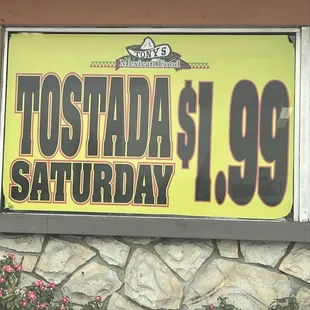 TONY'S
Mexican Food
TOSTADA $1.99
SATURDAY